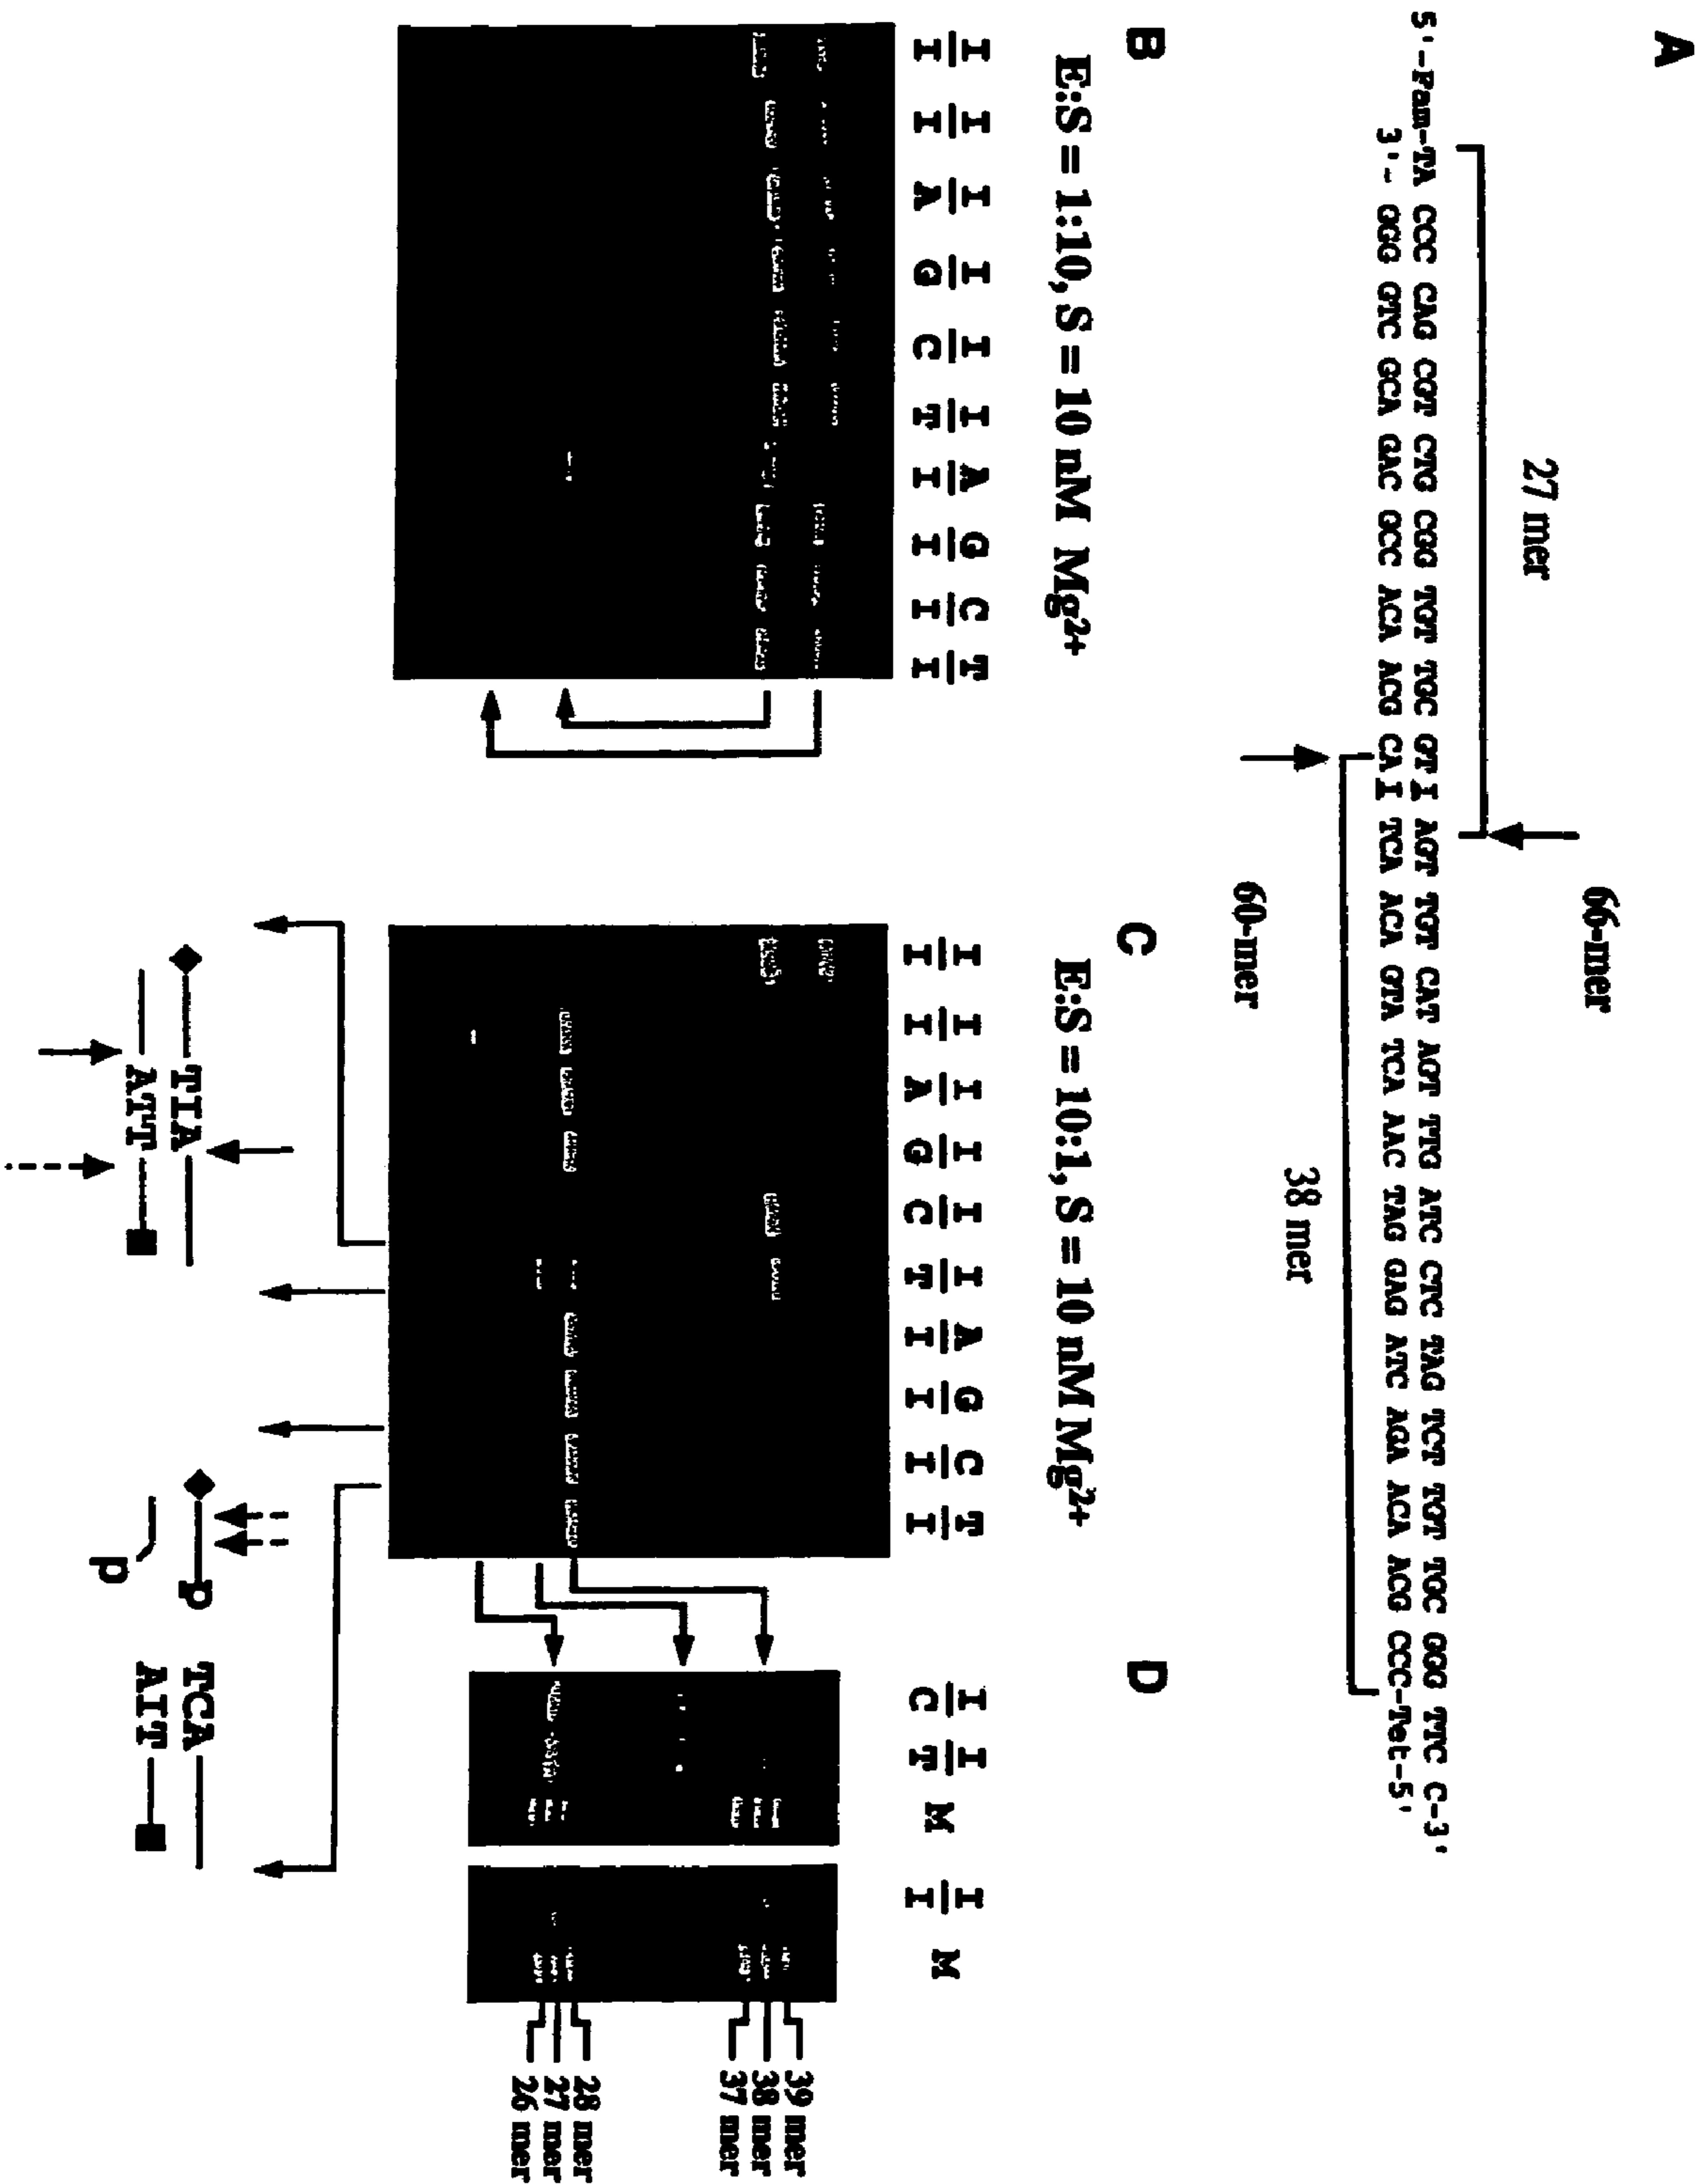 A
27 mer
66-mer
5'-Fam-TA CCC CAG CGT CTG CGG TGT TGC GT I AGT TGT CAT AGT TTG ATC CTC TAG TCT TGT TGC GGG TTC C-3'
3'- GGG GTC GCA GAC GCC ACA ACG CA I TCA ACA GTA TCA AAC TAG GAG ATC AGA ACA ACG CCC-Tet-5'
38 mer
60-mer
B
E:S = 1:10, S = 10 nM Mg2+
I I I I I I A G C T
I I A G C T I I I I
C
E:S = 10:1, S = 10 nM Mg2+
I I I I I I A G C T
I I A G C T I I I I
TIA
ATT
p TCA
p AIT
D
I I M I M
C T I
39 mer
38 mer
37 mer
28 mer
27 mer
26 mer